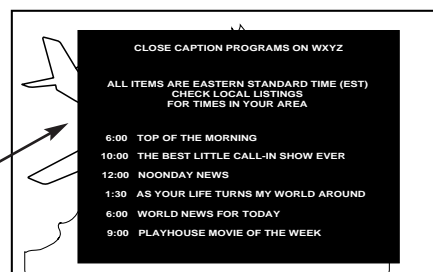 CLOSE CAPTION PROGRAMS ON WXYZ
ALL ITEMS ARE EASTERN STANDARD TIME (EST)
CHECK LOCAL LISTINGS
FOR TIMES IN YOUR AREA
6:00 TOP OF THE MORNING
10:00 THE BEST LITTLE CALL-IN SHOW EVER
12:00 NOONDAY NEWS
1:30 AS YOUR LIFE TURNS MY WORLD AROUND
6:00 WORLD NEWS FOR TODAY
9:00 PLAYHOUSE MOVIE OF THE WEEK